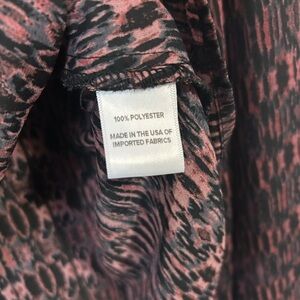 100% POLYESTER
MADE IN THE USA OF
IMPORTED FABRICS